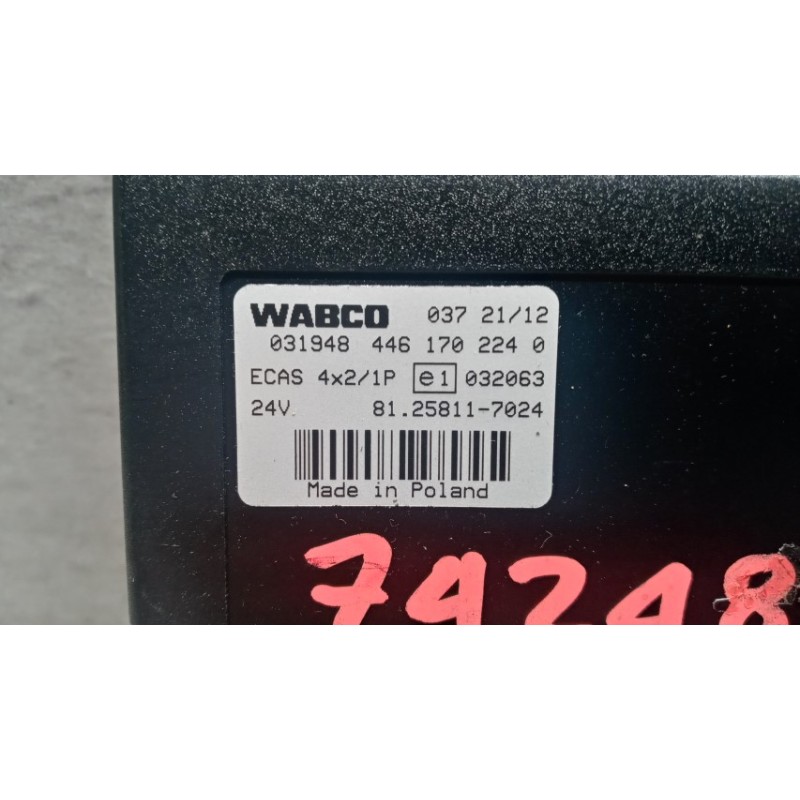 WABCO 037 21/12
031948 446 170 224 0
ECAS 4x2/1P e1 032063
24V 81.25811-7024
Made in Poland
79248